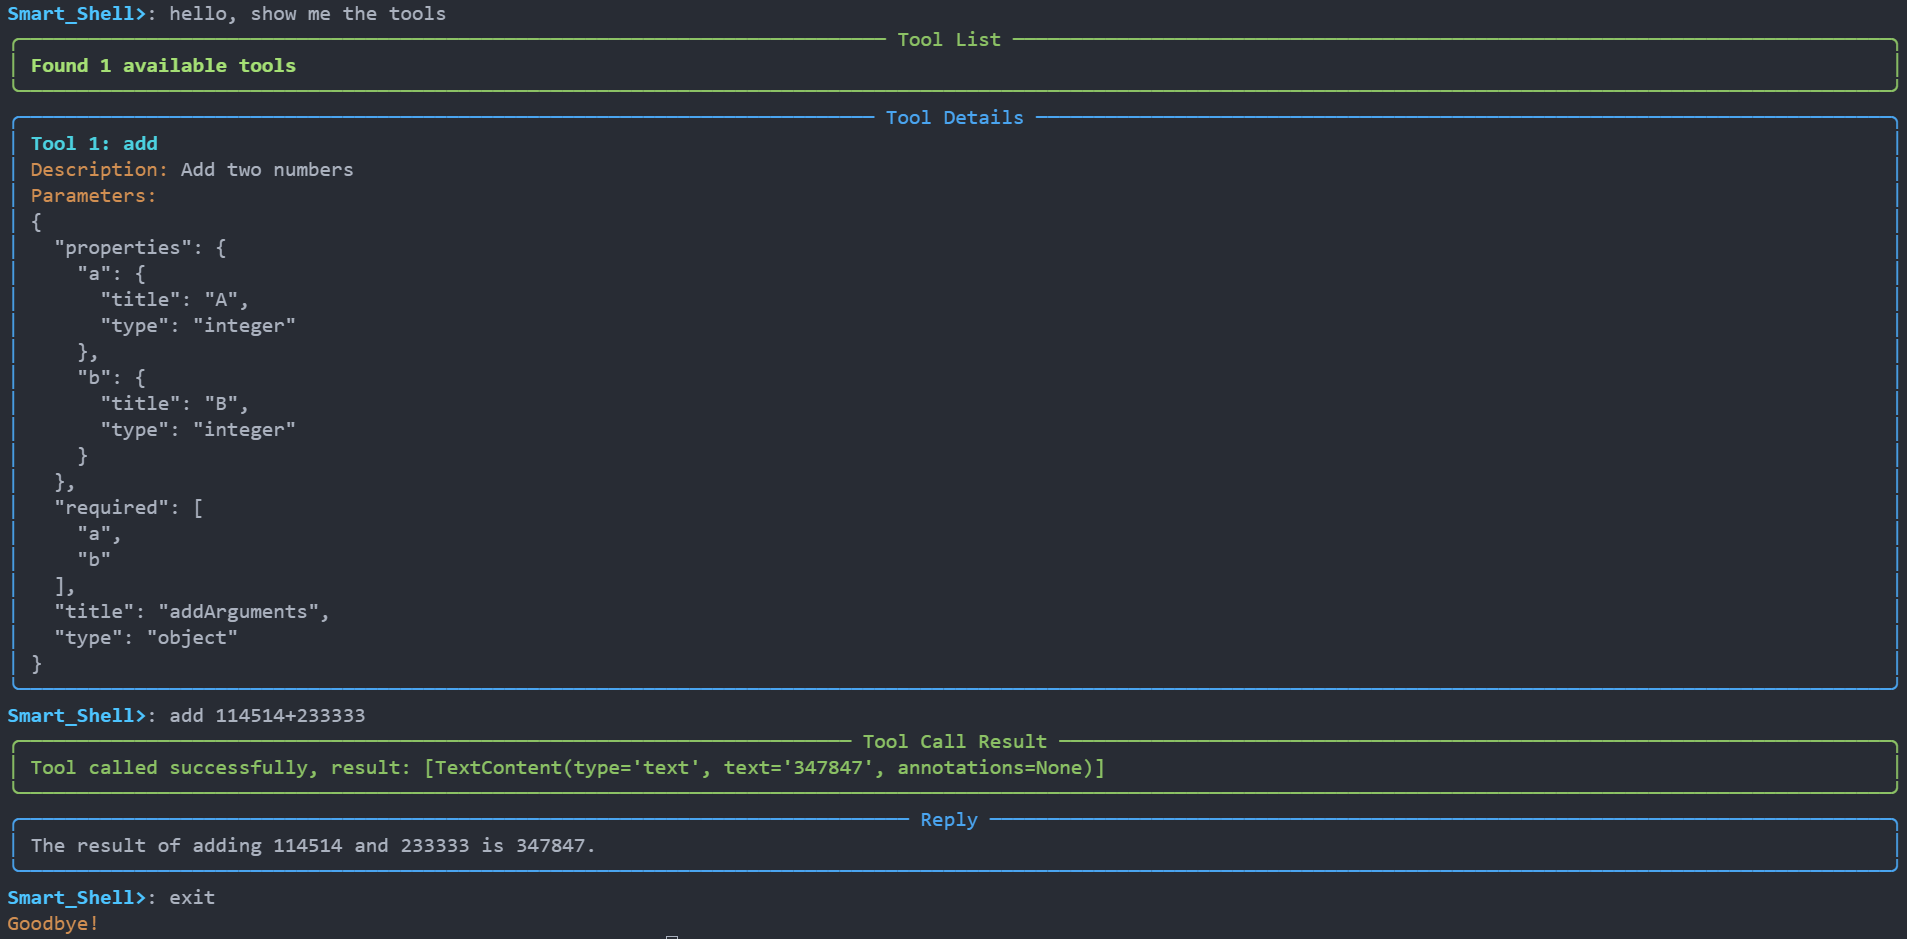 Smart_Shell>: hello, show me the tools
Tool List
Found 1 available tools
Tool Details
Tool 1: add
Description: Add two numbers
Parameters:
{
  "properties": {
    "a": {
      "title": "A",
      "type": "integer"
    },
    "b": {
      "title": "B",
      "type": "integer"
    }
  },
  "required": [
    "a",
    "b"
  ],
  "title": "addArguments",
  "type": "object"
}
Smart_Shell>: add 114514+233333
Tool Call Result
Tool called successfully, result: [TextContent(type='text', text='347847', annotations=None)]
Reply
The result of adding 114514 and 233333 is 347847.
Smart_Shell>: exit
Goodbye!